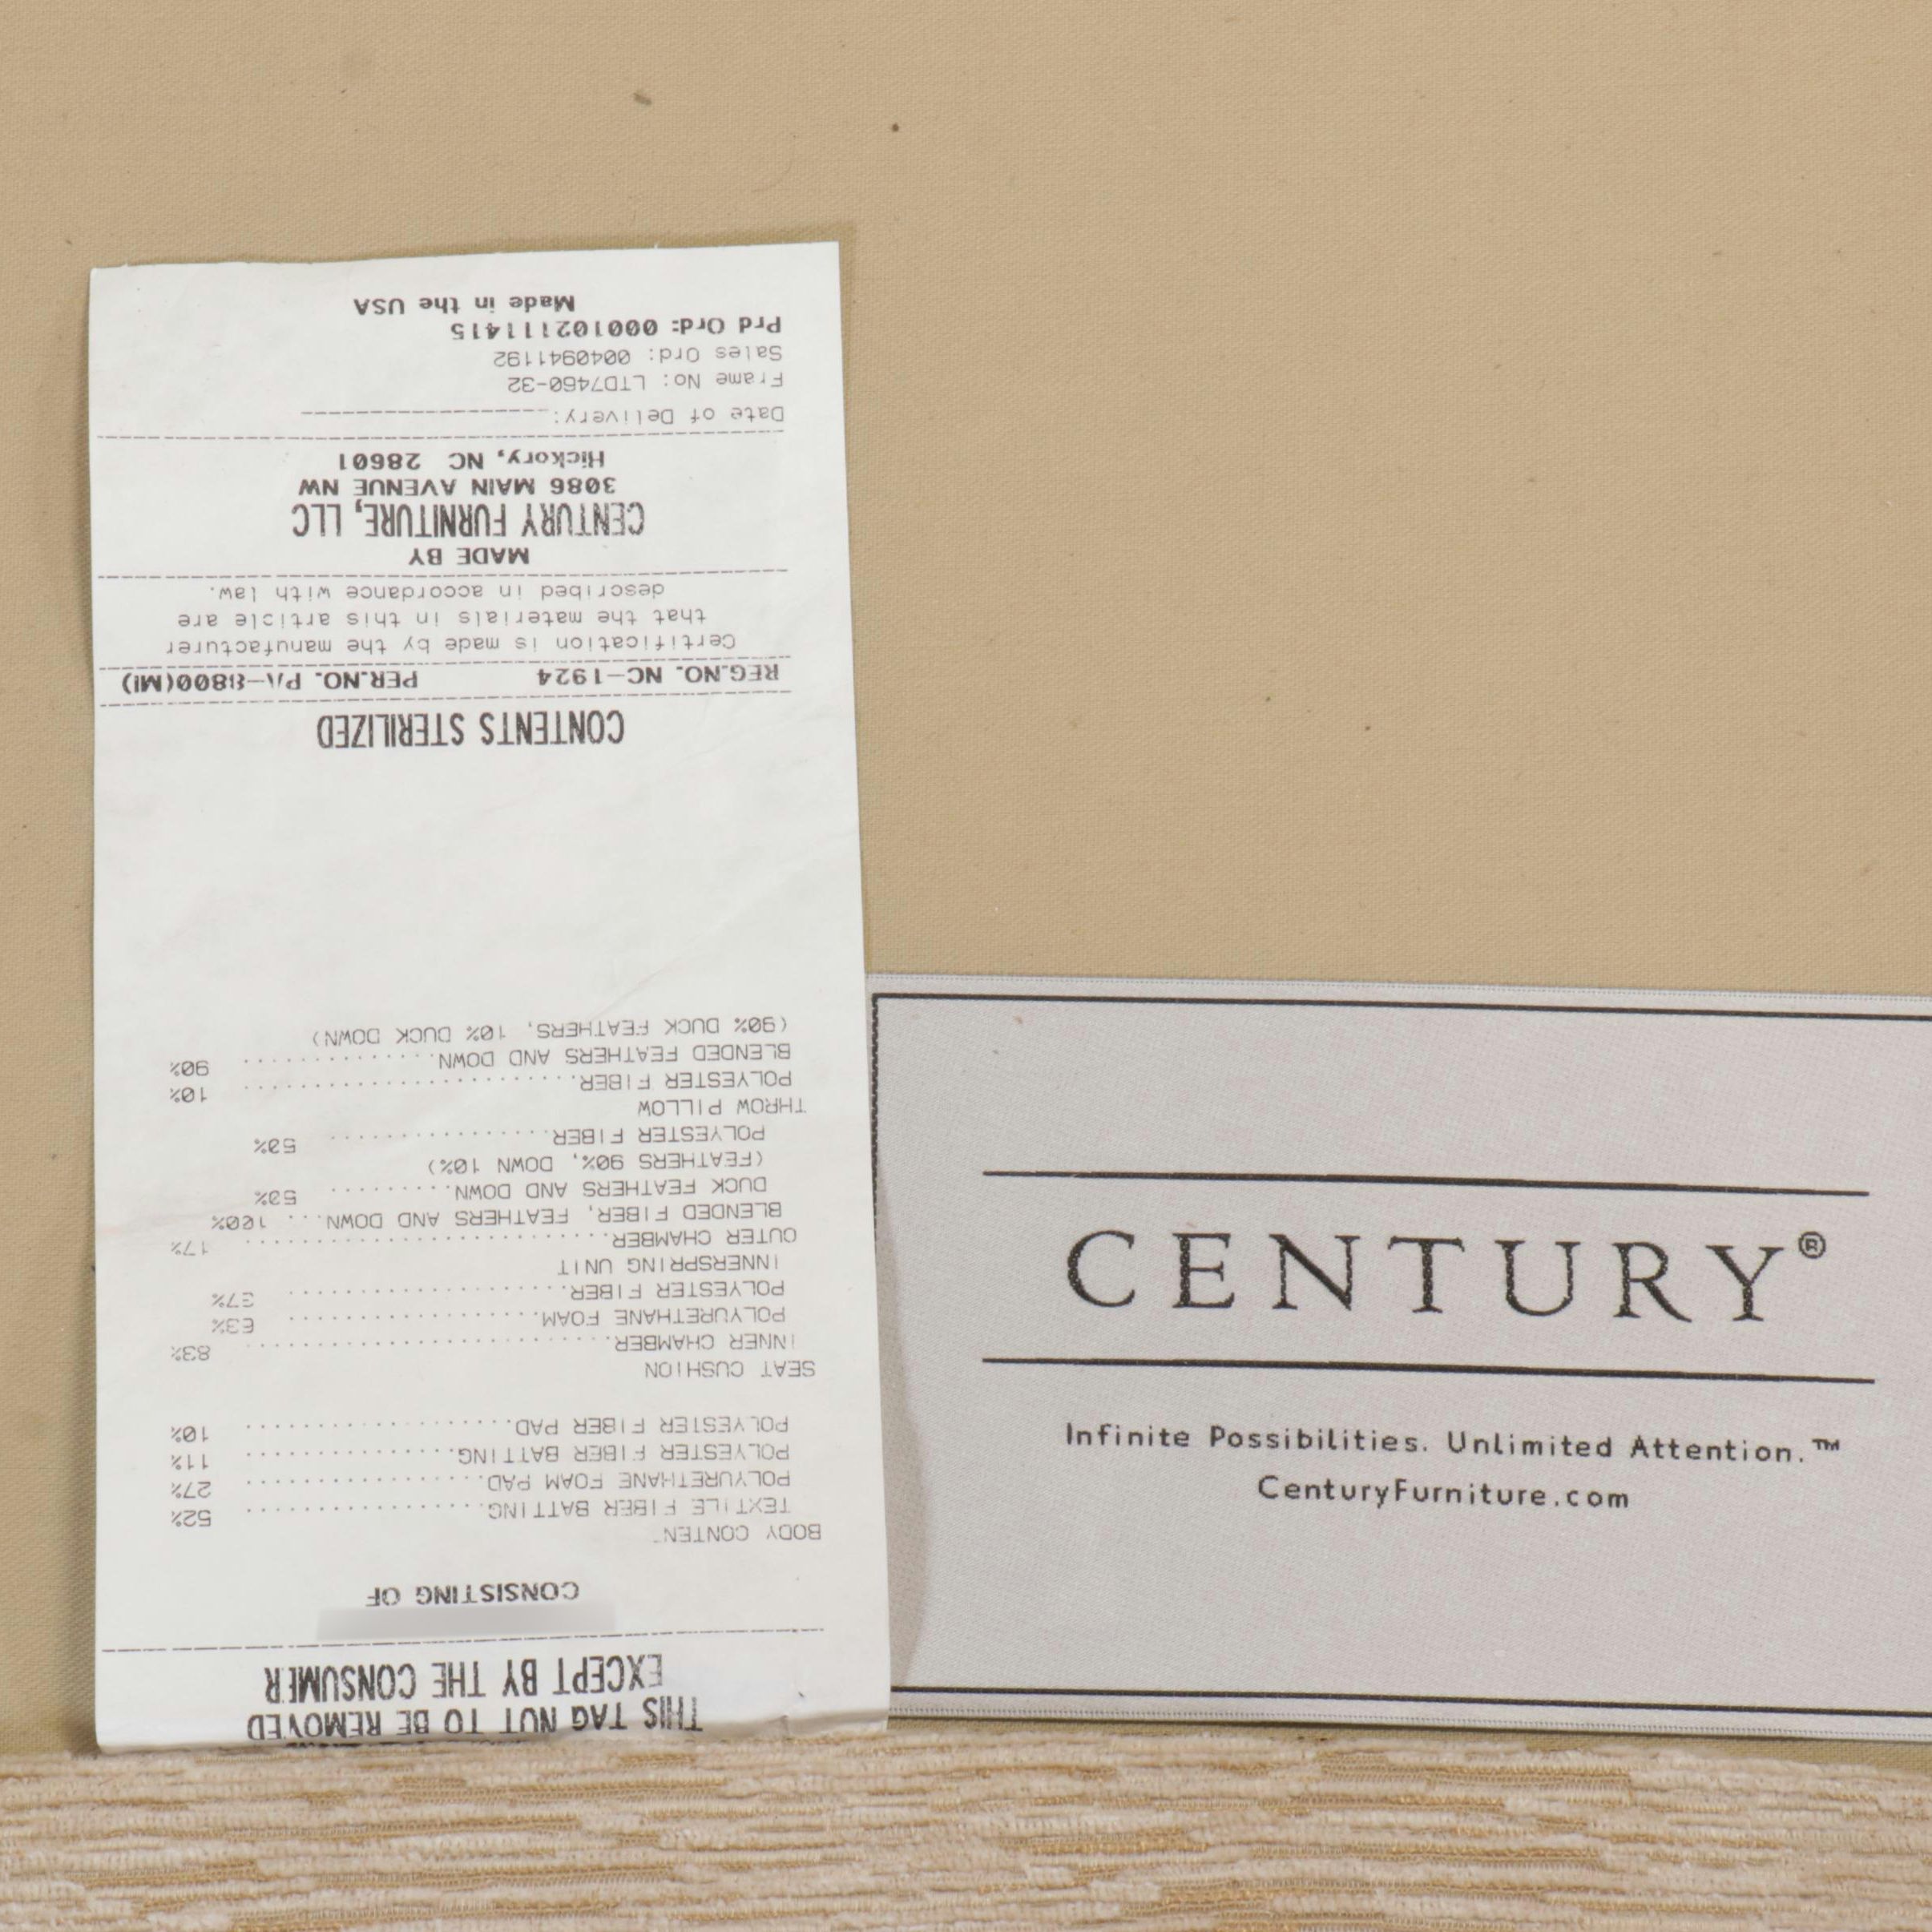 THIS TAG NOT TO BE REMOVED
EXCEPT BY THE CONSUMER
CONSISTING OF
BODY CONTEN
TEXTILE FIBER BATTING.................. 52%
POLYURETHANE FOAM PAD.................. 27%
POLYESTER FIBER BATTING................ 11%
POLYESTER FIBER PAD.................... 10%
SEAT CUSHION
INNER CHAMBER.......................... 83%
POLYURETHANE FOAM.................. 63%
POLYESTER FIBER.................... 37%
INNERSPRING UNIT
OUTER CHAMBER.......................... 17%
BLENDED FIBER, FEATHERS AND DOWN... 100%
DUCK FEATHERS AND DOWN......... 50%
(FEATHERS 90%, DOWN 10%)
POLYESTER FIBER................ 50%
THROW PILLOW
POLYESTER FIBER........................ 10%
BLENDED FEATHERS AND DOWN.............. 90%
(90% DUCK FEATHERS, 10% DUCK DOWN)
CONTENTS STERILIZED
REG.NO. NC-1924 PER.NO. PA-8800(MI)
Certification is made by the manufacturer
that the materials in this article are
described in accordance with law.
MADE BY
CENTURY FURNITURE, LLC
3086 MAIN AVENUE NW
Hickory, NC 28601
Date of Delivery:
Frame No: LTD7460-32
Sales Ord: 0040941192
Prd Ord: 000102111415
Made in the USA
CENTURY®
Infinite Possibilities. Unlimited Attention.™
CenturyFurniture.com